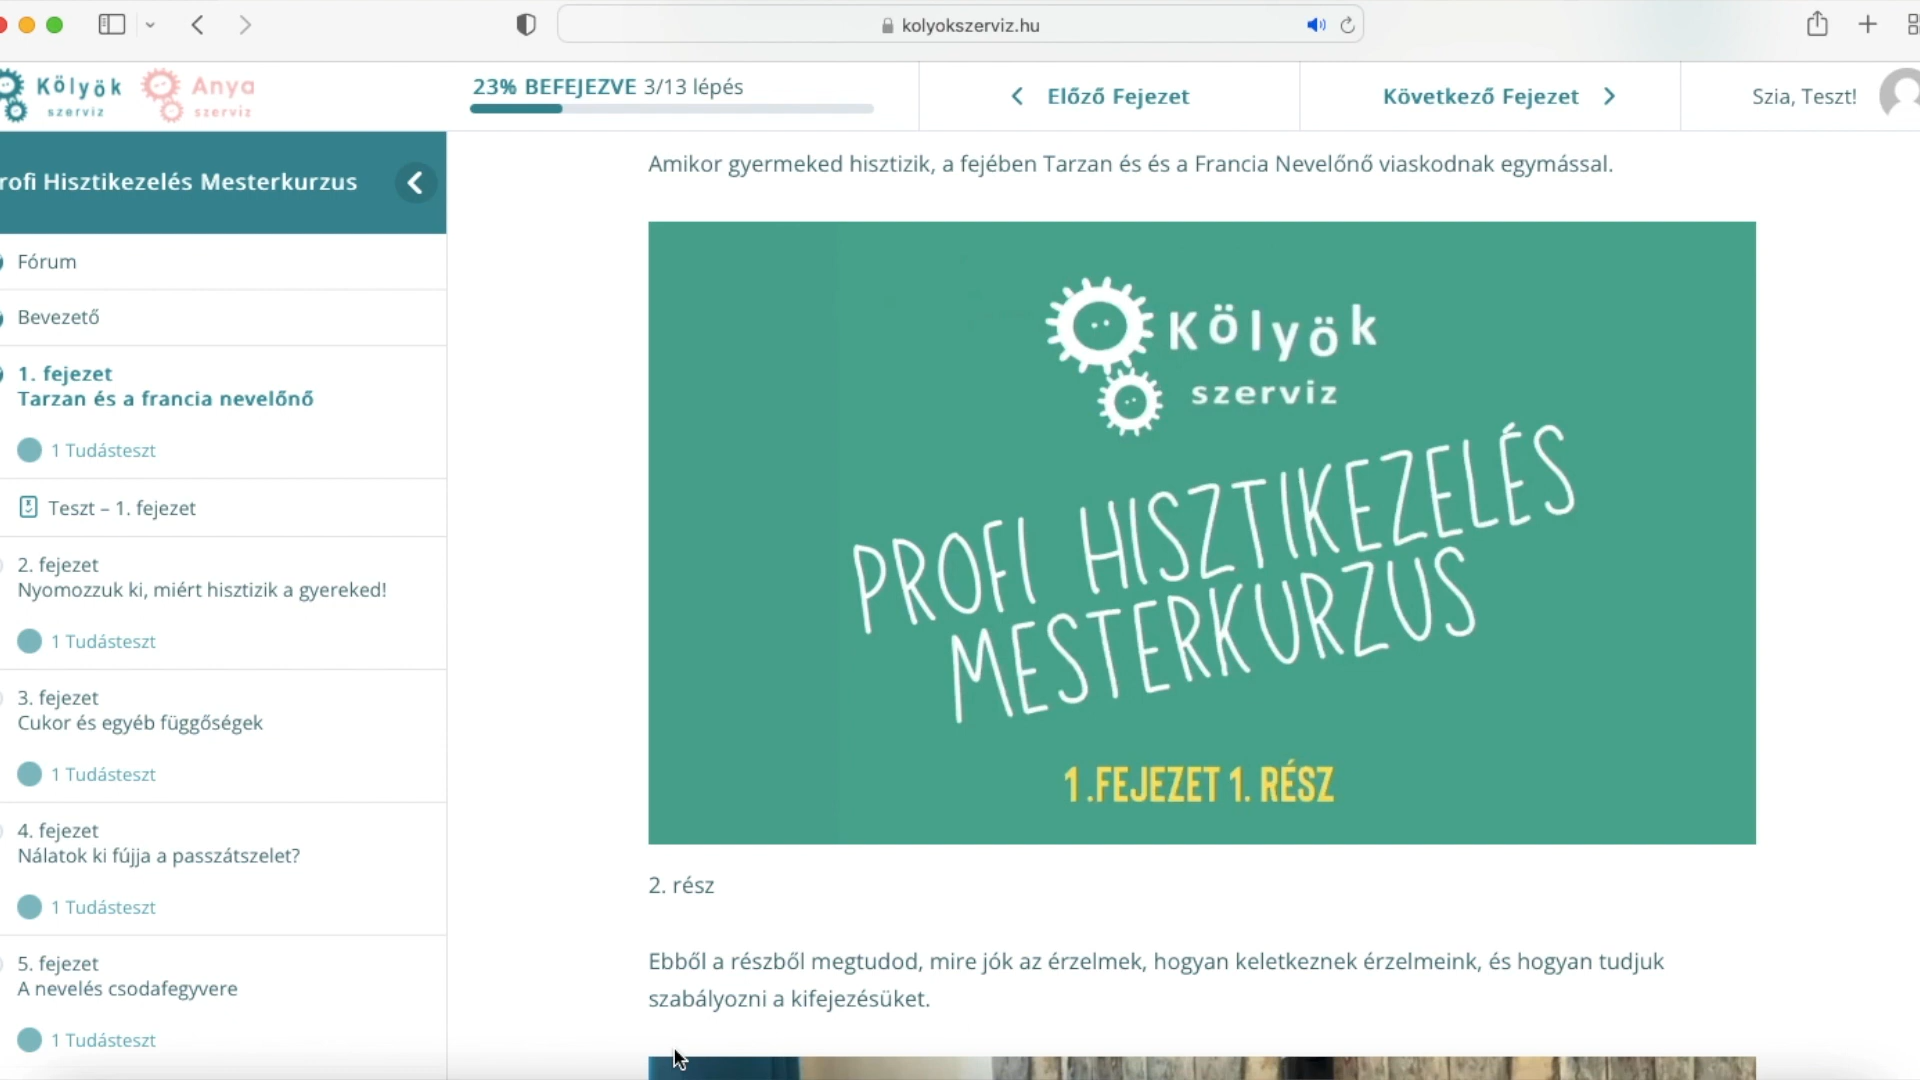 kolyokszerviz.hu
Kölyök
szerviz
Anya
szerviz
23% BEFEJEZVE 3/13 lépés
Előző Fejezet
Következő Fejezet
Szia, Teszt!
rofi Hisztikezelés Mesterkurzus
Fórum
Bevezető
1. fejezet
Tarzan és a francia nevelőnő
1 Tudásteszt
Teszt – 1. fejezet
2. fejezet
Nyomozzuk ki, miért hisztizik a gyereked!
1 Tudásteszt
3. fejezet
Cukor és egyéb függőségek
1 Tudásteszt
4. fejezet
Nálatok ki fújja a passzátszelet?
1 Tudásteszt
5. fejezet
A nevelés csodafegyvere
1 Tudásteszt
Amikor gyermeked hisztizik, a fejében Tarzan és és a Francia Nevelőnő viaskodnak egymással.
Kölyök
szerviz
PROFI HISZTIKEZELÉS
MESTERKURZUS
1.FEJEZET 1. RÉSZ
2. rész
Ebből a részből megtudod, mire jók az érzelmek, hogyan keletkeznek érzelmeink, és hogyan tudjuk
szabályozni a kifejezésüket.